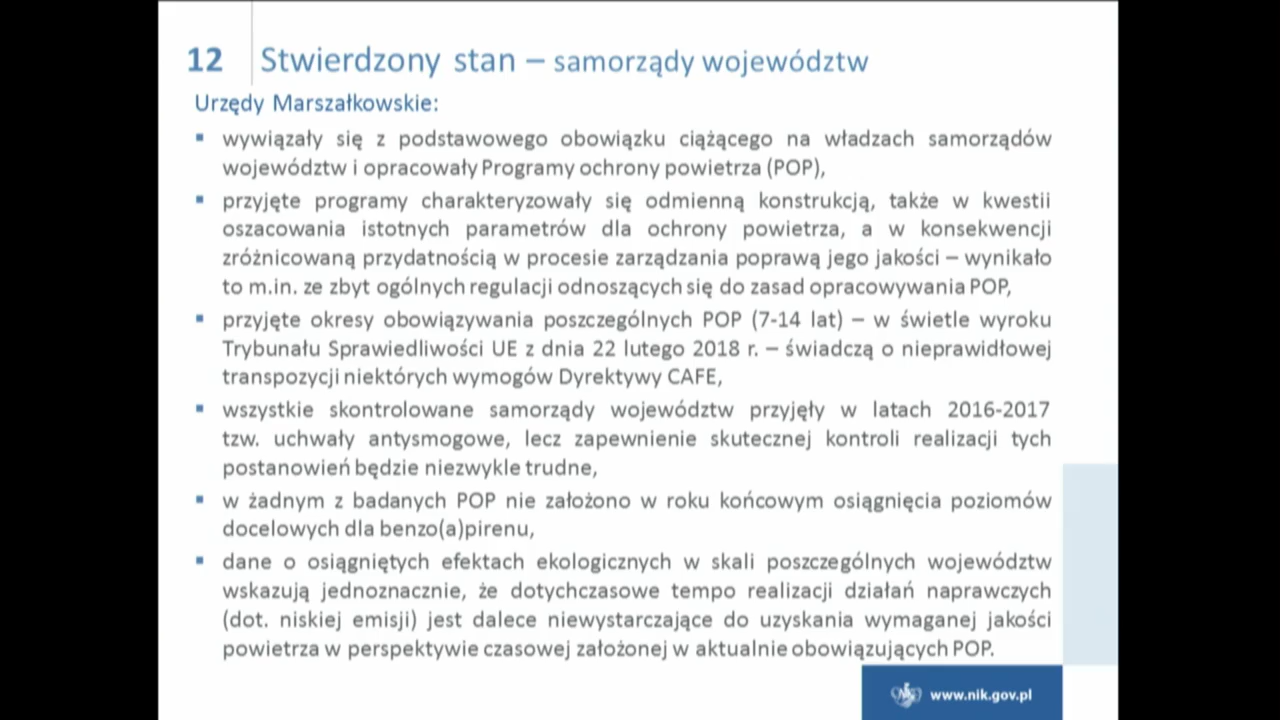 12 Stwierdzony stan – samorządy województw
Urzędy Marszałkowskie:
▪ wywiązały się z podstawowego obowiązku ciążącego na władzach samorządów
województw i opracowały Programy ochrony powietrza (POP),
▪ przyjęte programy charakteryzowały się odmienną konstrukcją, także w kwestii
oszacowania istotnych parametrów dla ochrony powietrza, a w konsekwencji
zróżnicowaną przydatnością w procesie zarządzania poprawą jego jakości – wynikało
to m.in. ze zbyt ogólnych regulacji odnoszących się do zasad opracowywania POP,
▪ przyjęte okresy obowiązywania poszczególnych POP (7-14 lat) – w świetle wyroku
Trybunału Sprawiedliwości UE z dnia 22 lutego 2018 r. – świadczą o nieprawidłowej
transpozycji niektórych wymogów Dyrektywy CAFE,
▪ wszystkie skontrolowane samorządy województw przyjęły w latach 2016-2017
tzw. uchwały antysmogowe, lecz zapewnienie skutecznej kontroli realizacji tych
postanowień będzie niezwykle trudne,
▪ w żadnym z badanych POP nie założono w roku końcowym osiągnięcia poziomów
docelowych dla benzo(a)pirenu,
▪ dane o osiągniętych efektach ekologicznych w skali poszczególnych województw
wskazują jednoznacznie, że dotychczasowe tempo realizacji działań naprawczych
(dot. niskiej emisji) jest dalece niewystarczające do uzyskania wymaganej jakości
powietrza w perspektywie czasowej założonej w aktualnie obowiązujących POP.
www.nik.gov.pl